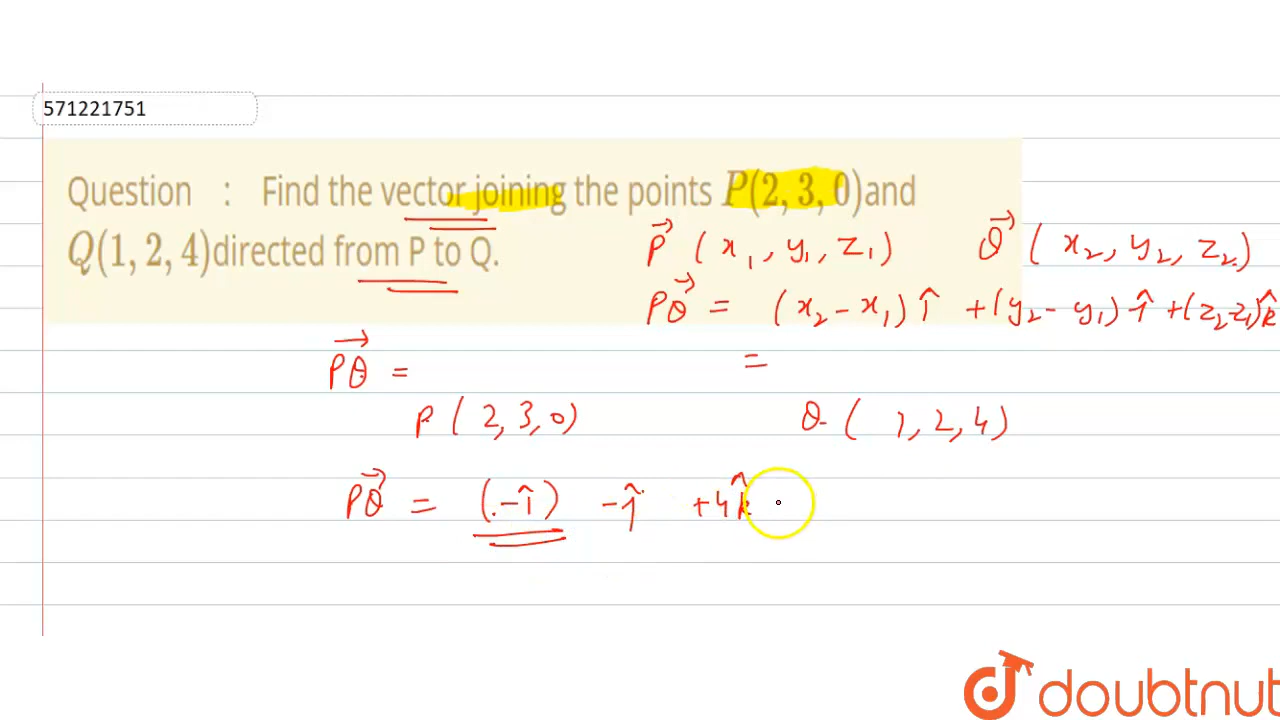 571221751
Question : Find the vector joining the points P(2, 3, 0)and
Q(1, 2, 4)directed from P to Q.
P⃗ (x₁, y₁, z₁) Q⃗ (x₂, y₂, z₂)
PQ⃗ = (x₂ - x₁) î + (y₂ - y₁) ĵ + (z₂ - z₁) k̂
PQ⃗ =
=
P (2, 3, 0) Q (1, 2, 4)
PQ⃗ = (-î) - ĵ + 4k̂
doubtnut